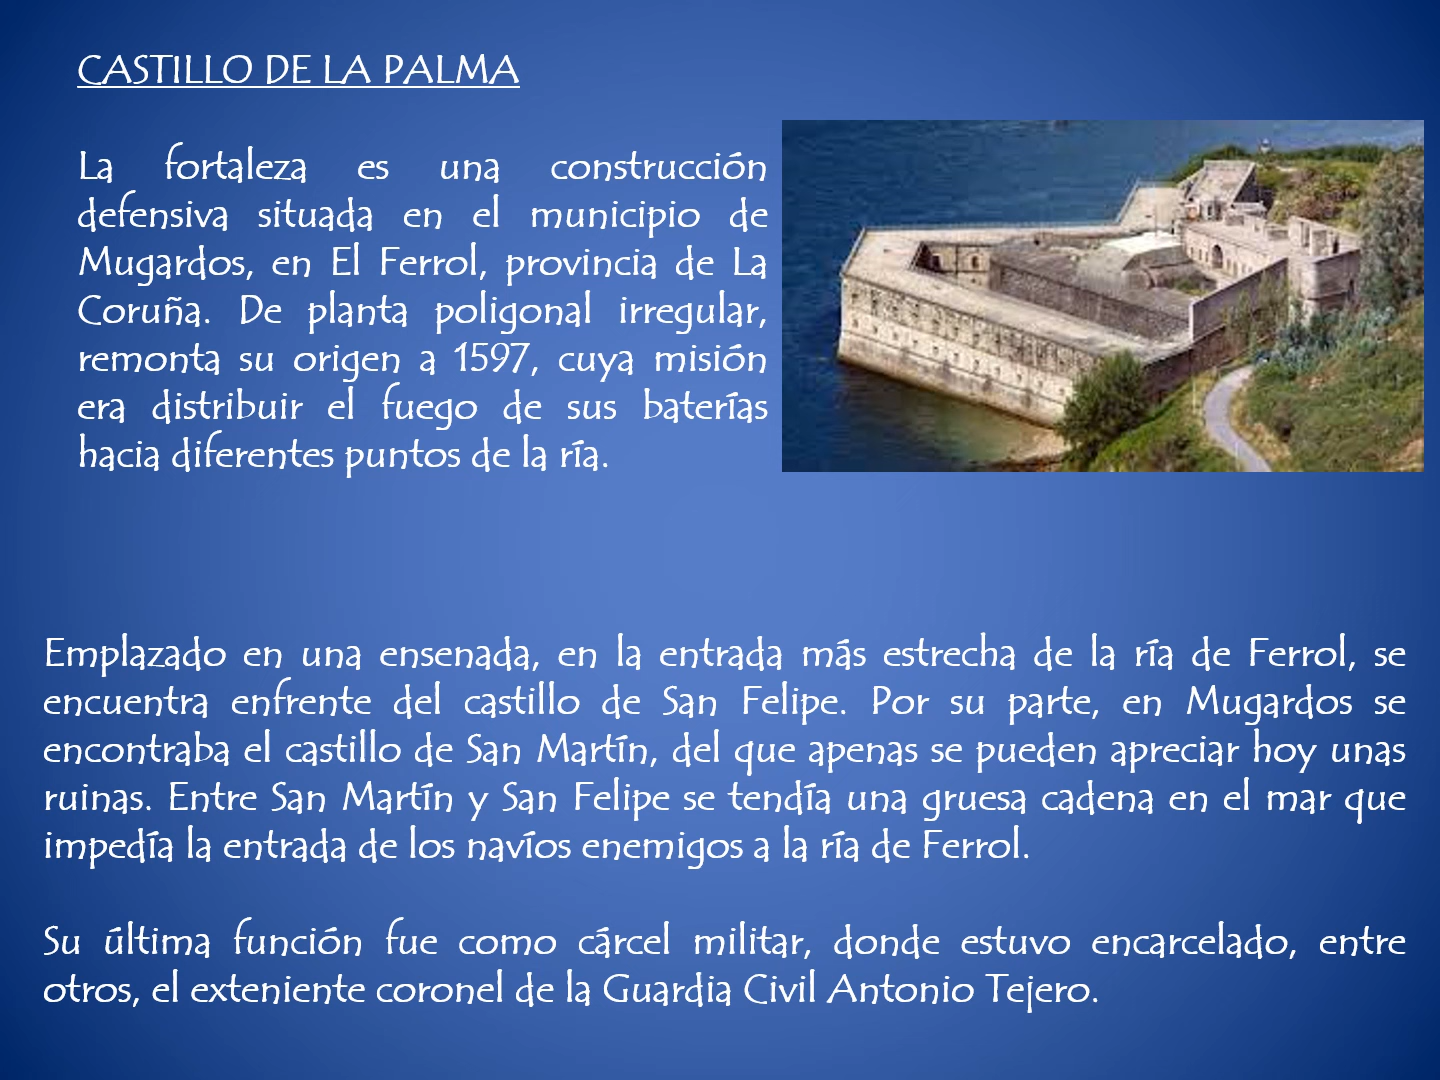 CASTILLO DE LA PALMA
La fortaleza es una construcción
defensiva situada en el municipio de
Mugardos, en El Ferrol, provincia de La
Coruña. De planta poligonal irregular,
remonta su origen a 1597, cuya misión
era distribuir el fuego de sus baterías
hacia diferentes puntos de la ría.
Emplazado en una ensenada, en la entrada más estrecha de la ría de Ferrol, se
encuentra enfrente del castillo de San Felipe. Por su parte, en Mugardos se
encontraba el castillo de San Martín, del que apenas se pueden apreciar hoy unas
ruinas. Entre San Martín y San Felipe se tendía una gruesa cadena en el mar que
impedía la entrada de los navíos enemigos a la ría de Ferrol.
Su última función fue como cárcel militar, donde estuvo encarcelado, entre
otros, el exteniente coronel de la Guardia Civil Antonio Tejero.